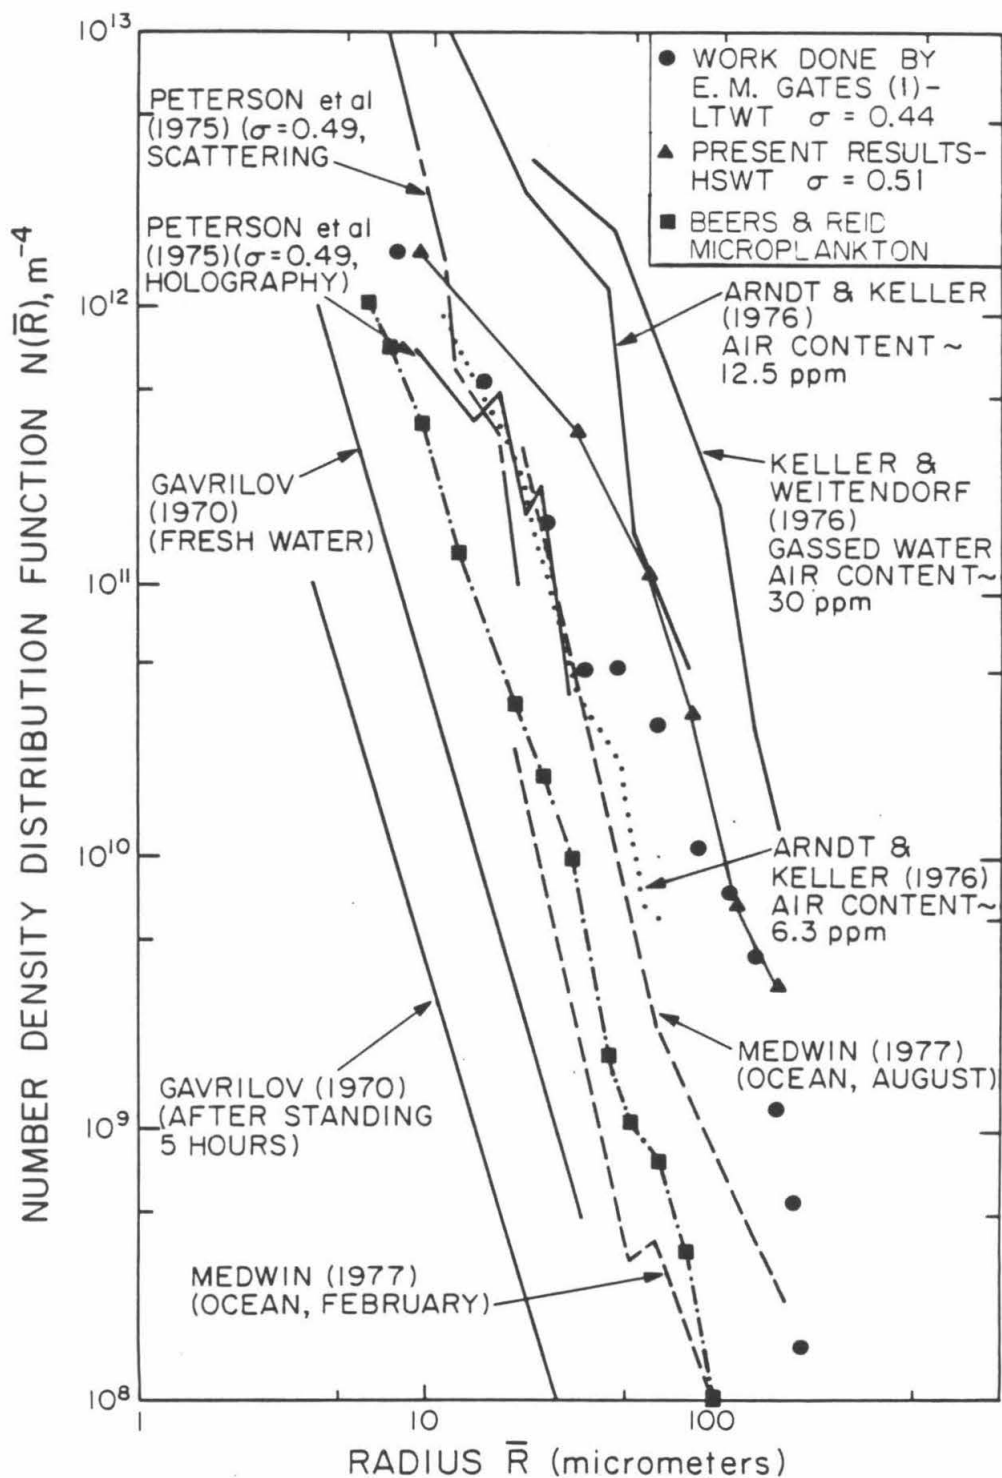 10¹³
10¹²
10¹¹
10¹⁰
10⁹
10⁸
NUMBER DENSITY DISTRIBUTION FUNCTION N(R̅), m⁻⁴
● WORK DONE BY
E. M. GATES (1)-
LTWT σ = 0.44
▲ PRESENT RESULTS-
HSWT σ = 0.51
■ BEERS & REID
MICROPLANKTON
PETERSON et al
(1975) (σ=0.49,
SCATTERING
PETERSON et al
(1975)(σ=0.49,
HOLOGRAPHY)
ARNDT & KELLER
(1976)
AIR CONTENT ~
12.5 ppm
GAVRILOV
(1970)
(FRESH WATER)
KELLER &
WEITENDORF
(1976)
GASSED WATER
AIR CONTENT~
30 ppm
ARNDT &
KELLER (1976)
AIR CONTENT~
6.3 ppm
MEDWIN (1977)
(OCEAN, AUGUST)
GAVRILOV (1970)
(AFTER STANDING
5 HOURS)
MEDWIN (1977)
(OCEAN, FEBRUARY)
1
10
100
RADIUS R̅ (micrometers)